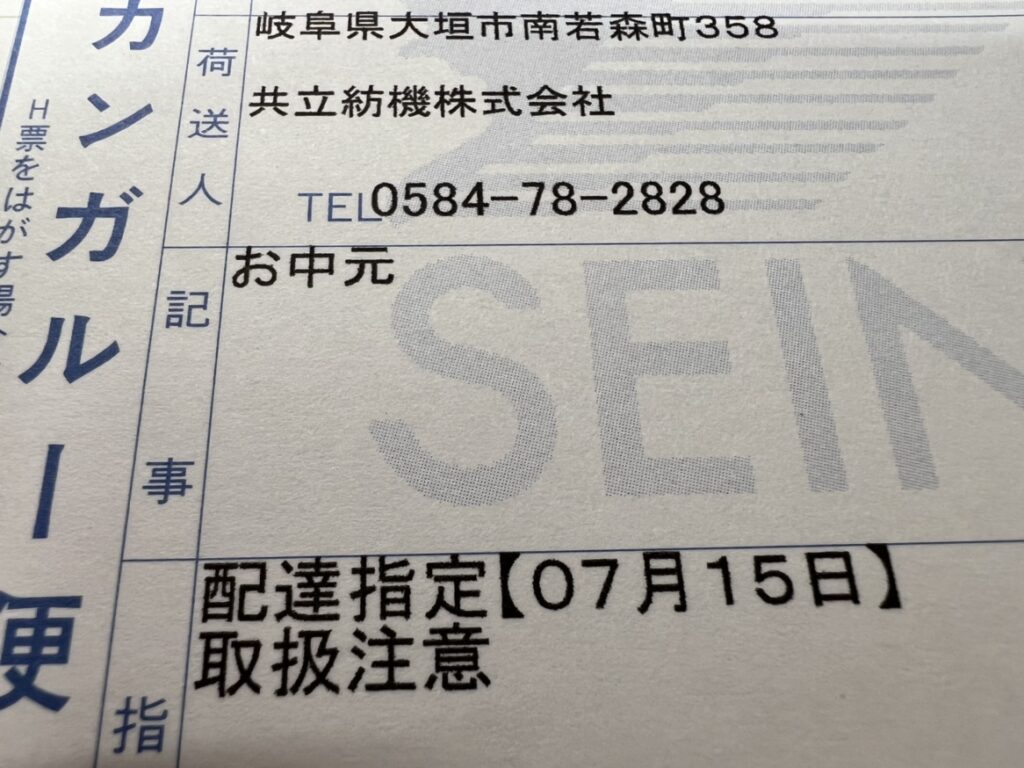 カンガルー便
H票をはがす場
荷送人
岐阜県大垣市南若森町358
共立紡機株式会社
TEL 0584-78-2828
記事
お中元
SEIN
指
配達指定【07月15日】
取扱注意